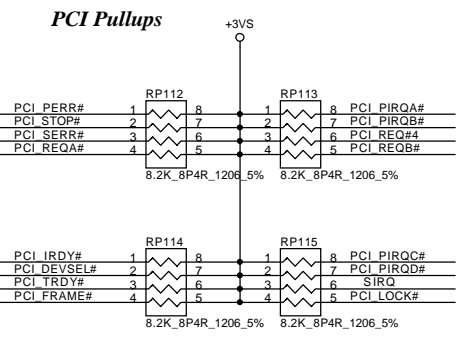 PCI Pullups
+3VS
RP112 RP113
PCI_PERR# 1 8 1 8 PCI_PIRQA#
PCI_STOP# 2 7 2 7 PCI_PIRQB#
PCI_SERR# 3 6 3 6 PCI_REQ#4
PCI_REQA# 4 5 4 5 PCI_REQB#
8.2K_8P4R_1206_5% 8.2K_8P4R_1206_5%
RP114 RP115
PCI_IRDY# 1 8 1 8 PCI_PIRQC#
PCI_DEVSEL# 2 7 2 7 PCI_PIRQD#
PCI_TRDY# 3 6 3 6 SIRQ
PCI_FRAME# 4 5 4 5 PCI_LOCK#
8.2K_8P4R_1206_5% 8.2K_8P4R_1206_5%